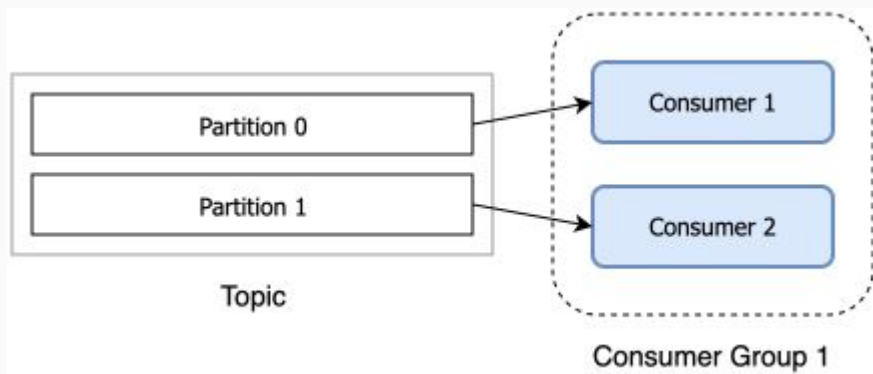 Partition 0
Partition 1
Topic
Consumer 1
Consumer 2
Consumer Group 1